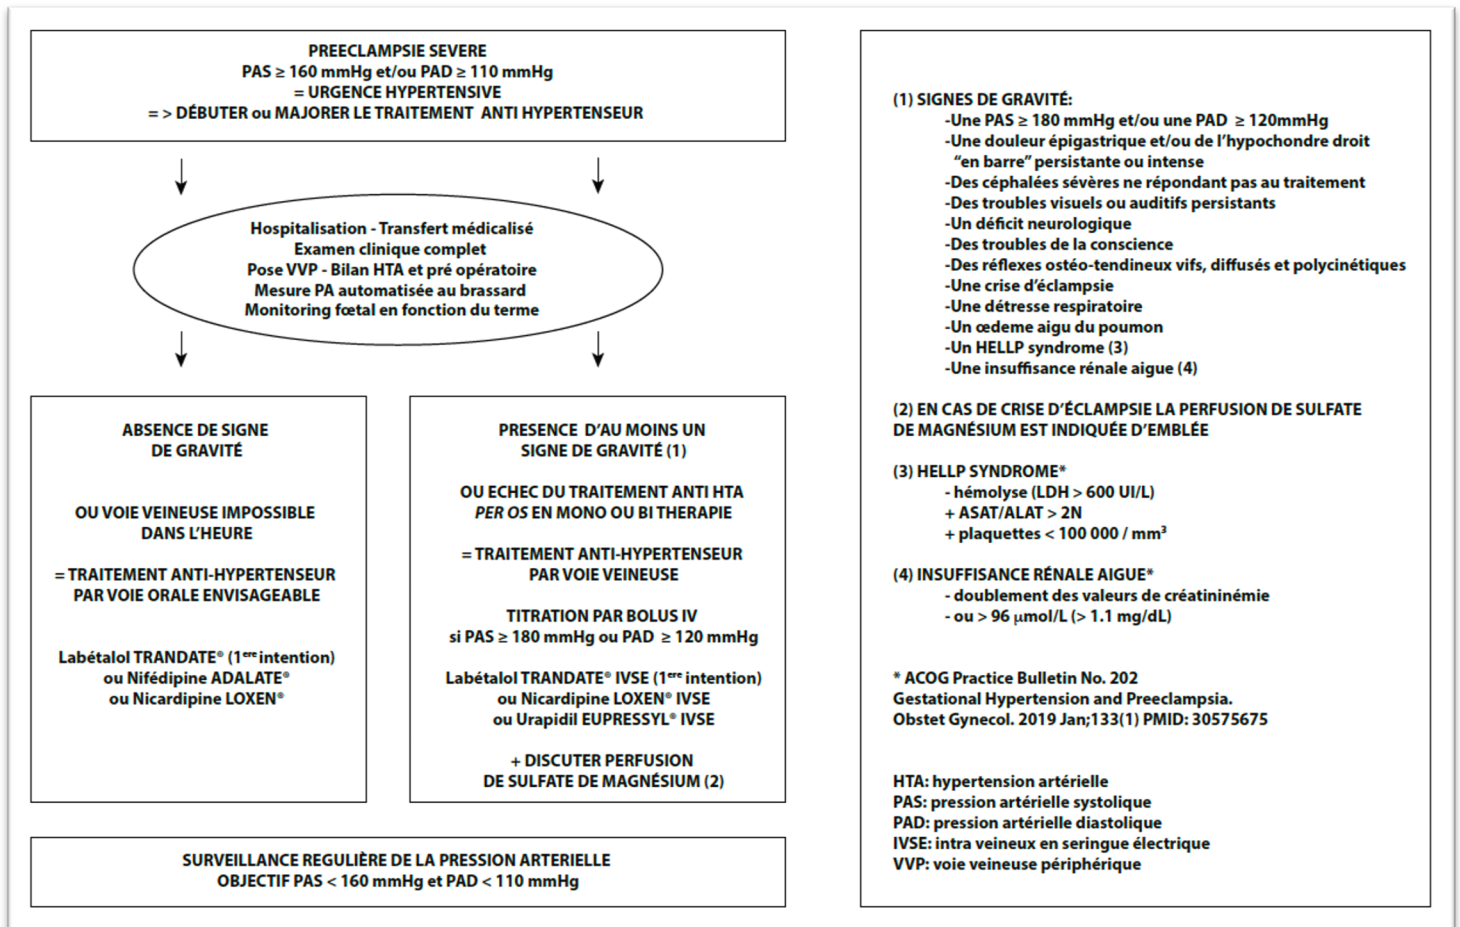 PREECLAMPSIE SEVERE
PAS ≥ 160 mmHg et/ou PAD ≥ 110 mmHg
= URGENCE HYPERTENSIVE
= > DÉBUTER ou MAJORER LE TRAITEMENT ANTI HYPERTENSEUR
Hospitalisation - Transfert médicalisé
Examen clinique complet
Pose VVP - Bilan HTA et pré opératoire
Mesure PA automatisée au brassard
Monitoring fœtal en fonction du terme
ABSENCE DE SIGNE
DE GRAVITÉ
OU VOIE VEINEUSE IMPOSSIBLE
DANS L’HEURE
= TRAITEMENT ANTI-HYPERTENSEUR
PAR VOIE ORALE ENVISAGEABLE
Labétalol TRANDATE® (1ere intention)
ou Nifédipine ADALATE®
ou Nicardipine LOXEN®
PRESENCE D’AU MOINS UN
SIGNE DE GRAVITÉ (1)
OU ECHEC DU TRAITEMENT ANTI HTA
PER OS EN MONO OU BI THERAPIE
= TRAITEMENT ANTI-HYPERTENSEUR
PAR VOIE VEINEUSE
TITRATION PAR BOLUS IV
si PAS ≥ 180 mmHg ou PAD ≥ 120 mmHg
Labétalol TRANDATE® IVSE (1ere intention)
ou Nicardipine LOXEN® IVSE
ou Urapidil EUPRESSYL® IVSE
+ DISCUTER PERFUSION
DE SULFATE DE MAGNÉSIUM (2)
SURVEILLANCE REGULIÈRE DE LA PRESSION ARTERIELLE
OBJECTIF PAS < 160 mmHg et PAD < 110 mmHg
(1) SIGNES DE GRAVITÉ:
-Une PAS ≥ 180 mmHg et/ou une PAD ≥ 120mmHg
-Une douleur épigastrique et/ou de l’hypochondre droit
“en barre” persistante ou intense
-Des céphalées sévères ne répondant pas au traitement
-Des troubles visuels ou auditifs persistants
-Un déficit neurologique
-Des troubles de la conscience
-Des réflexes ostéo-tendineux vifs, diffusés et polycinétiques
-Une crise d’éclampsie
-Une détresse respiratoire
-Un œdeme aigu du poumon
-Un HELLP syndrome (3)
-Une insuffisance rénale aigue (4)
(2) EN CAS DE CRISE D’ÉCLAMPSIE LA PERFUSION DE SULFATE
DE MAGNÉSIUM EST INDIQUÉE D’EMBLÉE
(3) HELLP SYNDROME*
- hémolyse (LDH > 600 UI/L)
+ ASAT/ALAT > 2N
+ plaquettes < 100 000 / mm³
(4) INSUFFISANCE RÉNALE AIGUE*
- doublement des valeurs de créatininémie
- ou > 96 μmol/L (> 1.1 mg/dL)
* ACOG Practice Bulletin No. 202
Gestational Hypertension and Preeclampsia.
Obstet Gynecol. 2019 Jan;133(1) PMID: 30575675
HTA: hypertension artérielle
PAS: pression artérielle systolique
PAD: pression artérielle diastolique
IVSE: intra veineux en seringue électrique
VVP: voie veineuse périphérique